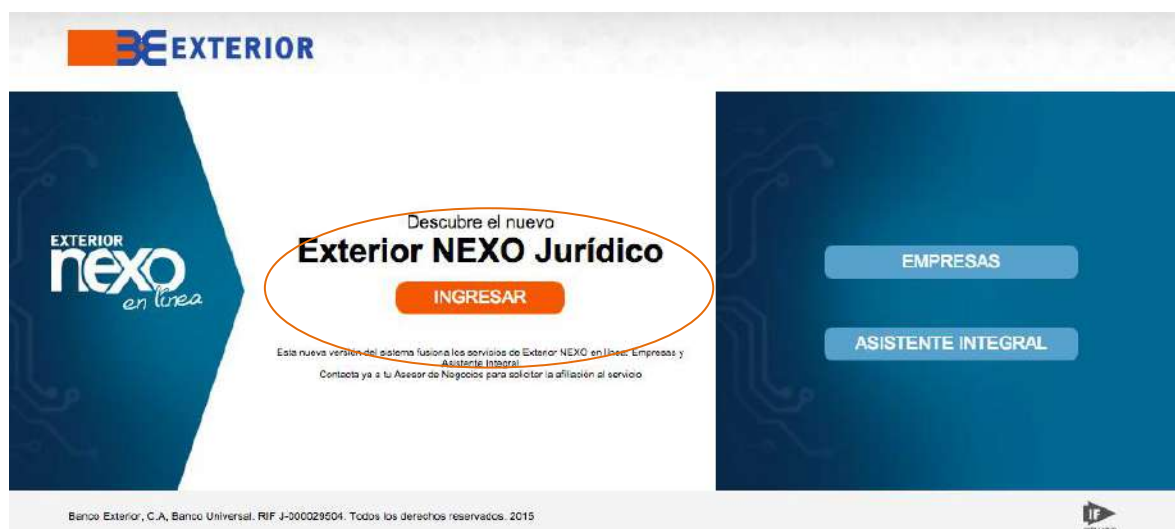 EXTERIOR
EXTERIOR
nexo
en línea
Descubre el nuevo
Exterior NEXO Jurídico
INGRESAR
Esta nueva versión del sistema fusiona los servicios de Exterior NEXO en línea: Empresas y
Asistente Integral
Contacta ya a tu Asesor de Negocios para solicitar la afiliación al servicio
EMPRESAS
ASISTENTE INTEGRAL
Banco Exterior, C.A, Banco Universal. RIF J-000029504. Todos los derechos reservados. 2015
IF